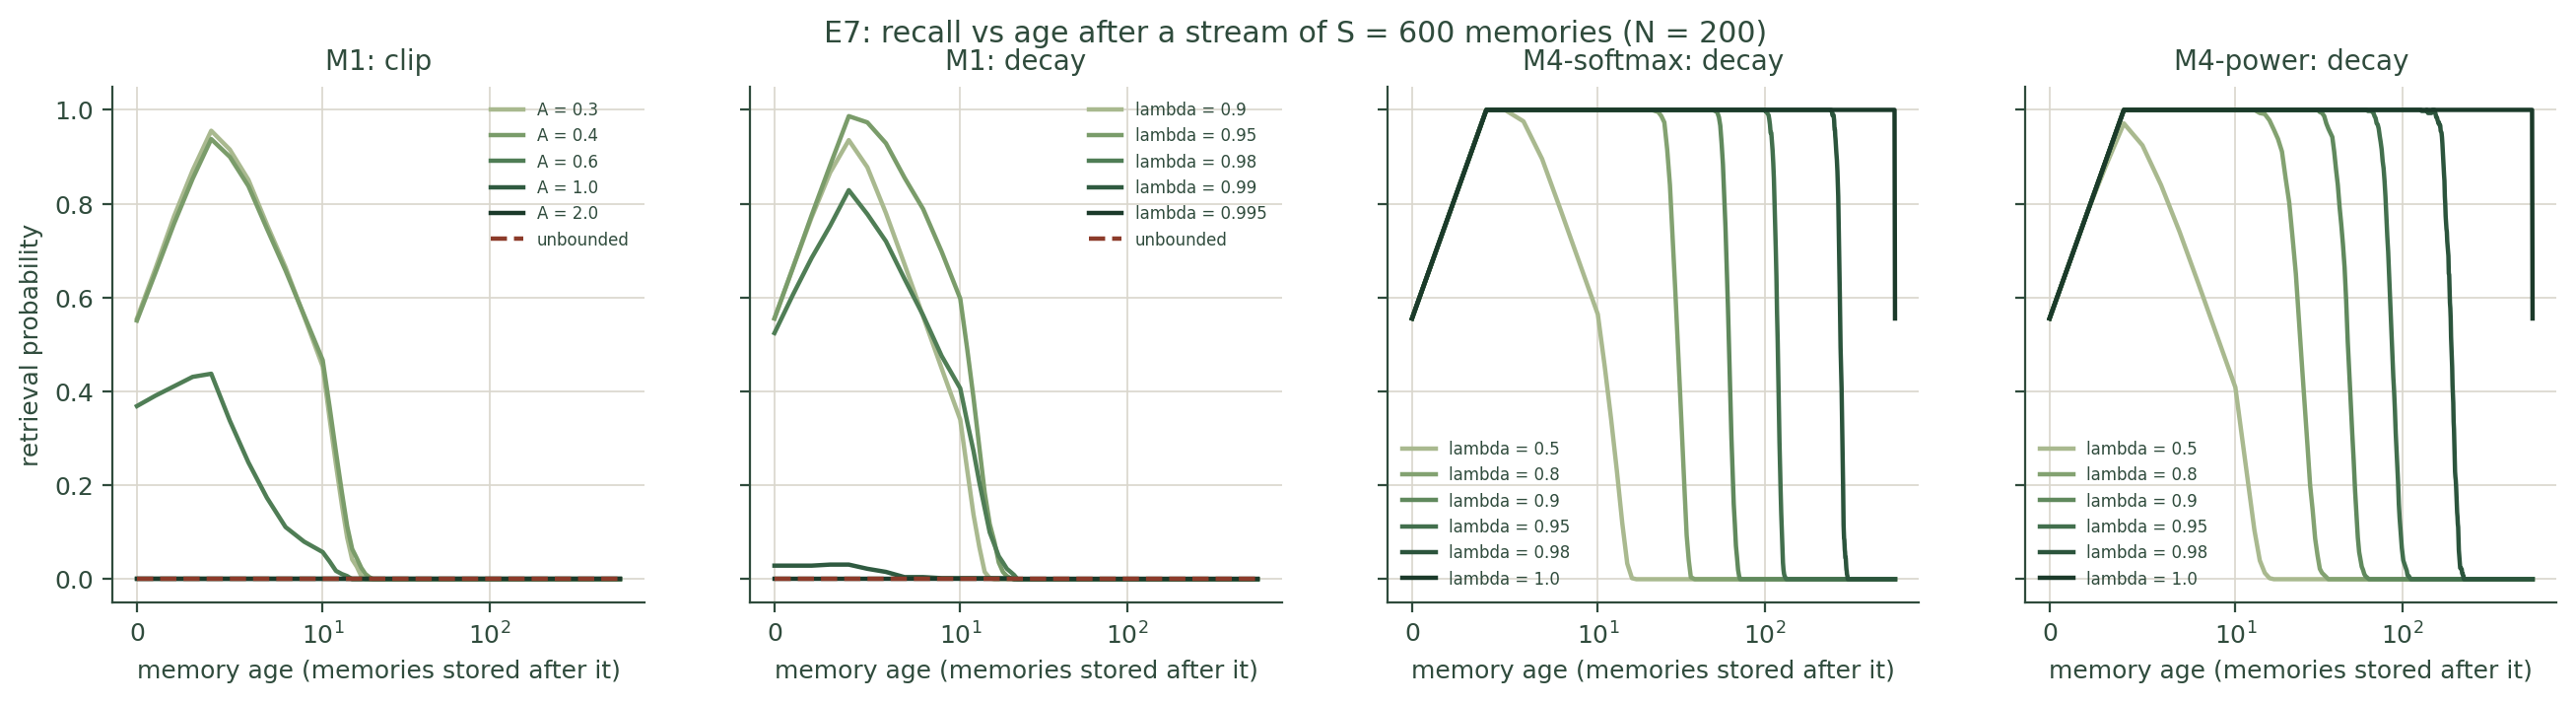 E7: recall vs age after a stream of S = 600 memories (N = 200)
M1: clip
retrieval probability
1.0
0.8
0.6
0.4
0.2
0.0
A = 0.3
A = 0.4
A = 0.6
A = 1.0
A = 2.0
unbounded
0 10¹ 10²
memory age (memories stored after it)
M1: decay
lambda = 0.9
lambda = 0.95
lambda = 0.98
lambda = 0.99
lambda = 0.995
unbounded
0 10¹ 10²
memory age (memories stored after it)
M4-softmax: decay
lambda = 0.5
lambda = 0.8
lambda = 0.9
lambda = 0.95
lambda = 0.98
lambda = 1.0
0 10¹ 10²
memory age (memories stored after it)
M4-power: decay
lambda = 0.5
lambda = 0.8
lambda = 0.9
lambda = 0.95
lambda = 0.98
lambda = 1.0
0 10¹ 10²
memory age (memories stored after it)